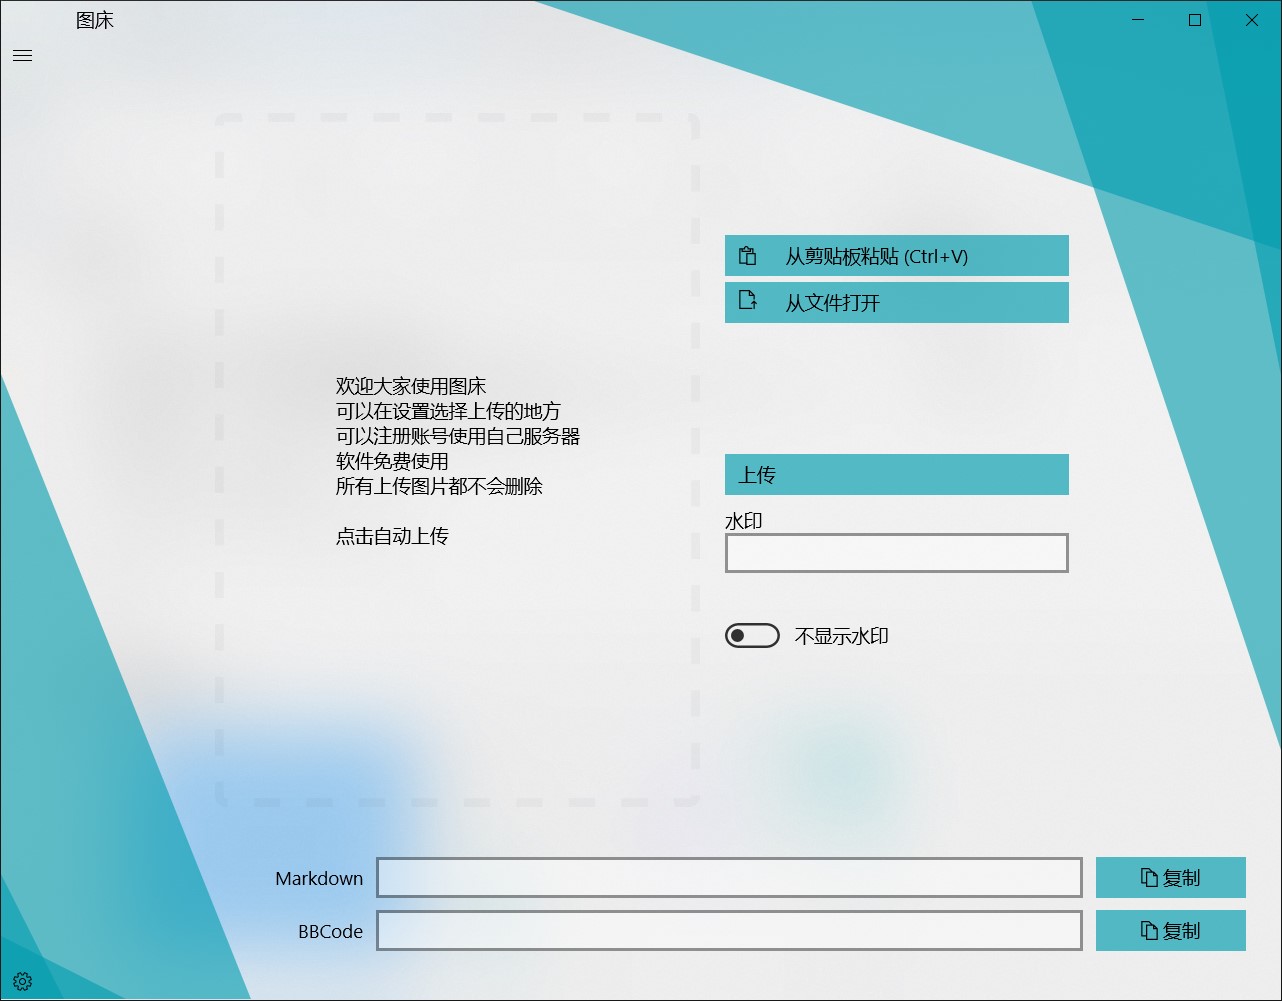 图床
从剪贴板粘贴 (Ctrl+V)
从文件打开
欢迎大家使用图床
可以在设置选择上传的地方
可以注册账号使用自己服务器
软件免费使用
所有上传图片都不会删除
点击自动上传
上传
水印
不显示水印
Markdown
复制
BBCode
复制